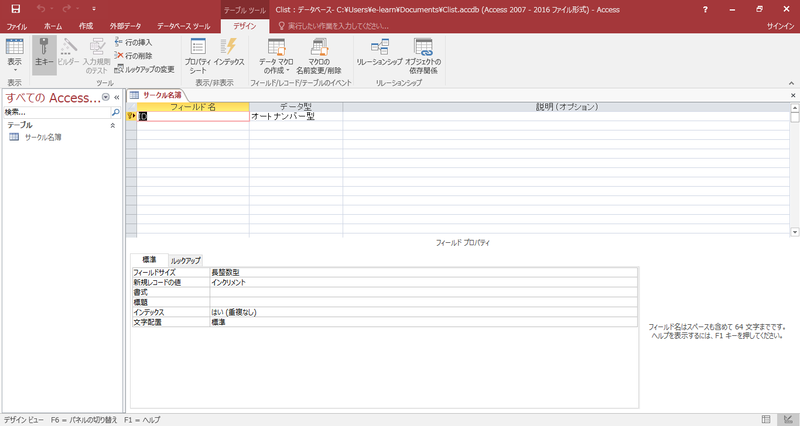 テーブル ツール
Clist : データベース- C:¥Users¥e-learn¥Documents¥Clist.accdb (Access 2007 - 2016 ファイル形式) - Access
ファイル ホーム 作成 外部データ データベース ツール デザイン 実行したい作業を入力してください... サインイン
表示
主キー
ビルダー
入力規則のテスト
行の挿入
行の削除
ルックアップの変更
プロパティ シート
インデックス
データ マクロの作成
マクロの名前変更/削除
リレーションシップ
オブジェクトの依存関係
表示 ツール 表示/非表示 フィールド/レコード/テーブルのイベント リレーションシップ
すべての Access...
検索...
テーブル
サークル名簿
サークル名簿
フィールド名 データ型 説明 (オプション)
ID オートナンバー型
フィールド プロパティ
標準 ルックアップ
フィールドサイズ 長整数型
新規レコードの値 インクリメント
書式
標題
インデックス はい (重複なし)
文字配置 標準
フィールド名はスペースも含めて 64 文字までです。
ヘルプを表示するには、F1 キーを押してください。
デザイン ビュー F6 = パネルの切り替え F1 = ヘルプ